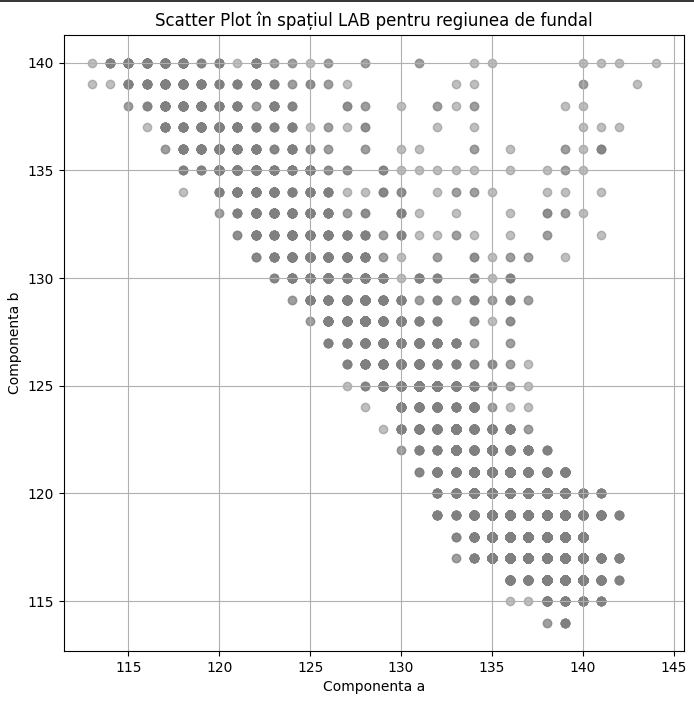 Scatter Plot în spațiul LAB pentru regiunea de fundal
140
135
130
125
120
115
Componenta b
115 120 125 130 135 140 145
Componenta a